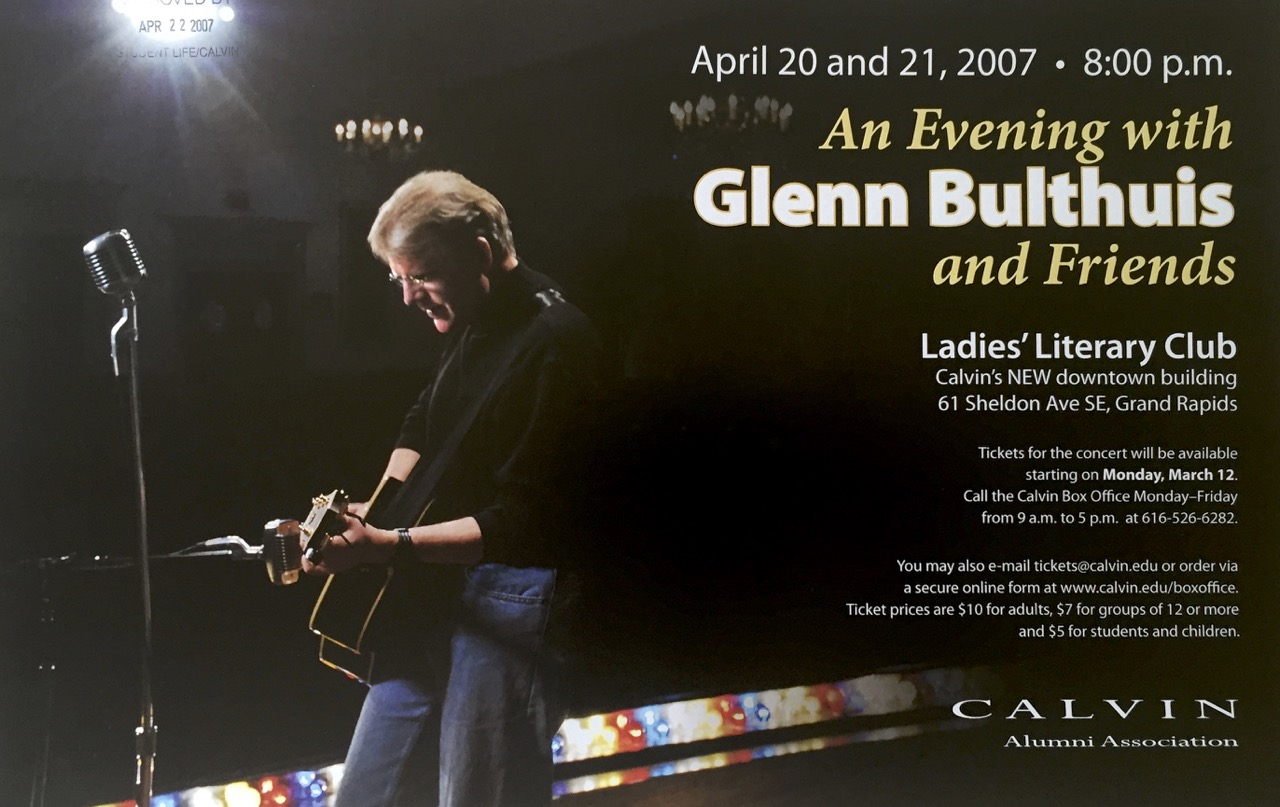 APR 22 2007
STUDENT LIFE/CALVIN
April 20 and 21, 2007 • 8:00 p.m.
An Evening with
Glenn Bulthuis
and Friends
Ladies’ Literary Club
Calvin’s NEW downtown building
61 Sheldon Ave SE, Grand Rapids
Tickets for the concert will be available
starting on Monday, March 12.
Call the Calvin Box Office Monday–Friday
from 9 a.m. to 5 p.m. at 616-526-6282.
You may also e-mail tickets@calvin.edu or order via
a secure online form at www.calvin.edu/boxoffice.
Ticket prices are $10 for adults, $7 for groups of 12 or more
and $5 for students and children.
CALVIN
Alumni Association